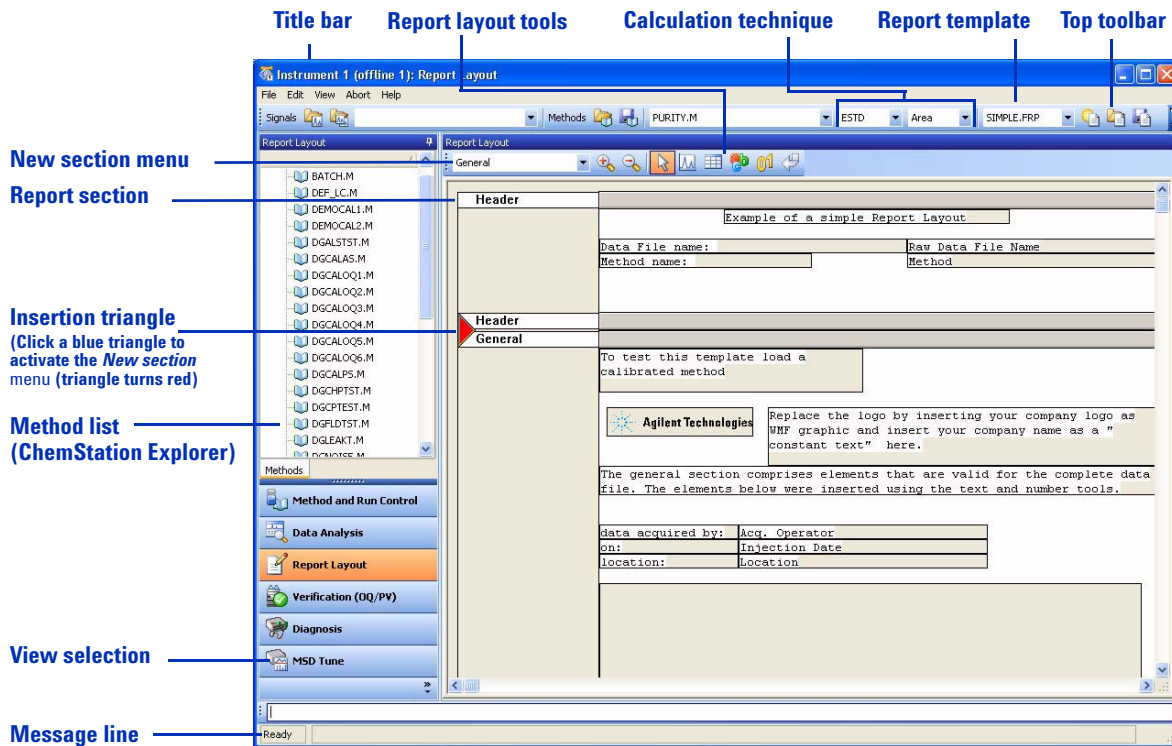 Title bar
Report layout tools
Calculation technique
Report template
Top toolbar
Instrument 1 (offline 1): Report Layout
File Edit View Abort Help
Signals
Methods
PURITY.M
ESTD
Area
SIMPLE.FRP
New section menu
Report section
Insertion triangle
(Click a blue triangle to
activate the New section
menu (triangle turns red)
Method list
(ChemStation Explorer)
View selection
Message line
Report Layout
BATCH.M
DEF_LC.M
DEMOCAL1.M
DEMOCAL2.M
DGALSTST.M
DGCALAS.M
DGCALOQ1.M
DGCALOQ2.M
DGCALOQ3.M
DGCALOQ4.M
DGCALOQ5.M
DGCALOQ6.M
DGCALPS.M
DGCHPTST.M
DGCPTEST.M
DGFLDTST.M
DGLEAKT.M
DGNOISE.M
Methods
Method and Run Control
Data Analysis
Report Layout
Verification (OQ/PV)
Diagnosis
MSD Tune
Report Layout
General
Header
Example of a simple Report Layout
Data File name: Raw Data File Name
Method name: Method
Header
General
To test this template load a
calibrated method
Agilent Technologies
Replace the logo by inserting your company logo as
WMF graphic and insert your company name as a "
constant text" here.
The general section comprises elements that are valid for the complete data
file. The elements below were inserted using the text and number tools.
data acquired by: Acq. Operator
on: Injection Date
location: Location
Ready